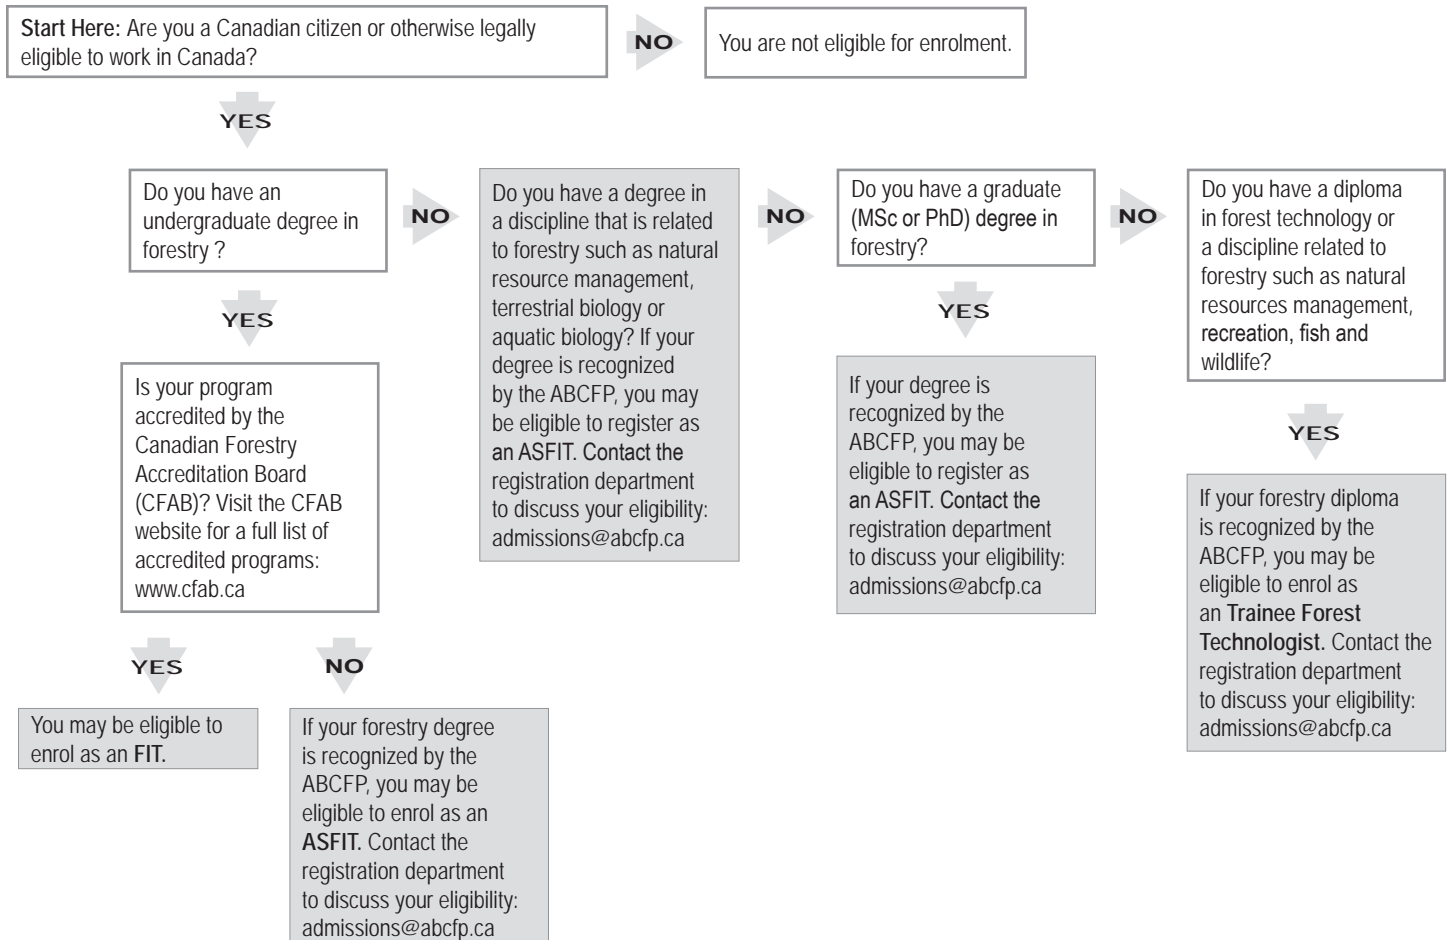 Start Here: Are you a Canadian citizen or otherwise legally
eligible to work in Canada?
NO
You are not eligible for enrolment.
YES
Do you have an
undergraduate degree in
forestry ?
NO
Do you have a degree in
a discipline that is related
to forestry such as natural
resource management,
terrestrial biology or
aquatic biology? If your
degree is recognized
by the ABCFP, you may
be eligible to register as
an ASFIT. Contact the
registration department
to discuss your eligibility:
admissions@abcfp.ca
NO
Do you have a graduate
(MSc or PhD) degree in
forestry?
NO
Do you have a diploma
in forest technology or
a discipline related to
forestry such as natural
resources management,
recreation, fish and
wildlife?
YES
Is your program
accredited by the
Canadian Forestry
Accreditation Board
(CFAB)? Visit the CFAB
website for a full list of
accredited programs:
www.cfab.ca
YES
If your degree is
recognized by the
ABCFP, you may be
eligible to register as
an ASFIT. Contact the
registration department
to discuss your eligibility:
admissions@abcfp.ca
YES
If your forestry diploma
is recognized by the
ABCFP, you may be
eligible to enrol as
an Trainee Forest
Technologist. Contact the
registration department
to discuss your eligibility:
admissions@abcfp.ca
YES
You may be eligible to
enrol as an FIT.
NO
If your forestry degree
is recognized by the
ABCFP, you may be
eligible to enrol as an
ASFIT. Contact the
registration department
to discuss your eligibility:
admissions@abcfp.ca